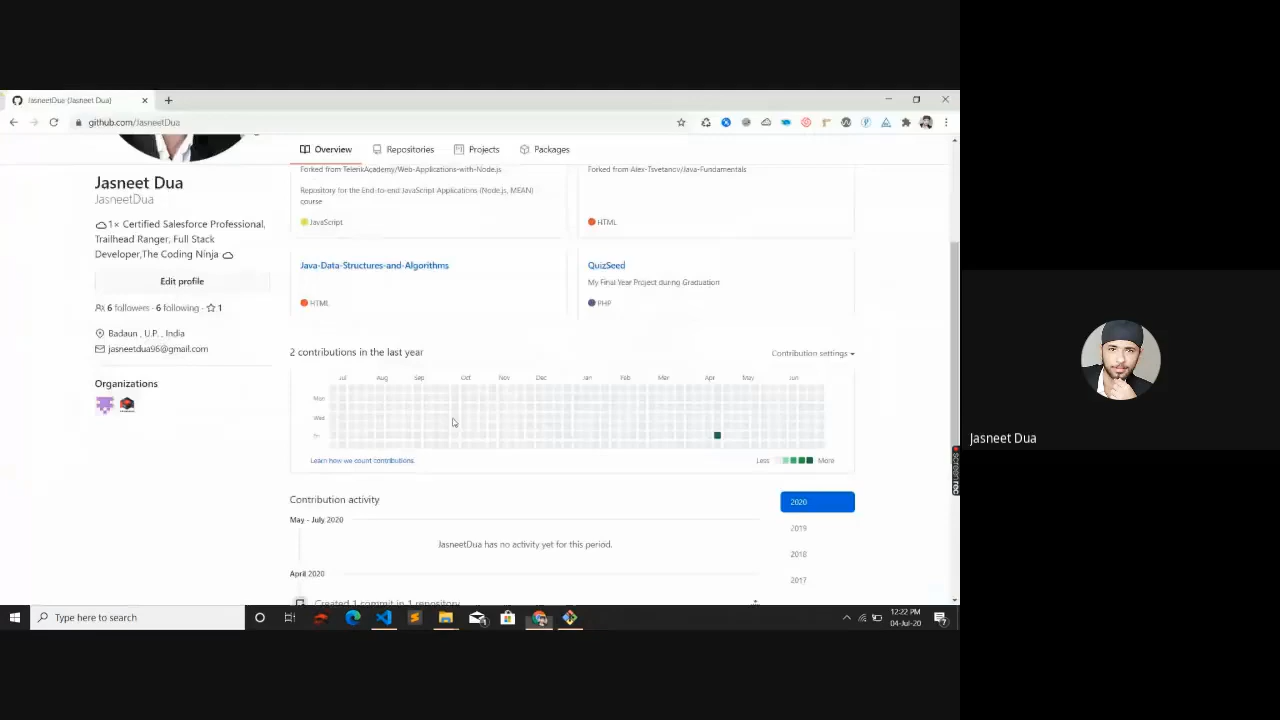 JasneetDua (Jasneet Dua)
github.com/JasneetDua
Overview
Repositories
Projects
Packages
Jasneet Dua
JasneetDua
1× Certified Salesforce Professional,
Trailhead Ranger, Full Stack
Developer,The Coding Ninja
Edit profile
6 followers · 6 following · 1
Badaun , U.P. , India
jasneetdua96@gmail.com
Organizations
Forked from TelerikAcademy/Web-Applications-with-Node.js
Repository for the End-to-end JavaScript Applications (Node.js, MEAN)
course
JavaScript
Forked from Alex-Tsvetanov/Java-Fundamentals
HTML
Java-Data-Structures-and-Algorithms
HTML
QuizSeed
My Final Year Project during Graduation
PHP
2 contributions in the last year
Contribution settings
Jul Aug Sep Oct Nov Dec Jan Feb Mar Apr May Jun
Mon
Wed
Fri
Learn how we count contributions.
Less More
Contribution activity
2020
2019
2018
2017
May - July 2020
JasneetDua has no activity yet for this period.
April 2020
Created 1 commit in 1 repository
Type here to search
12:22 PM
04-Jul-20
Jasneet Dua